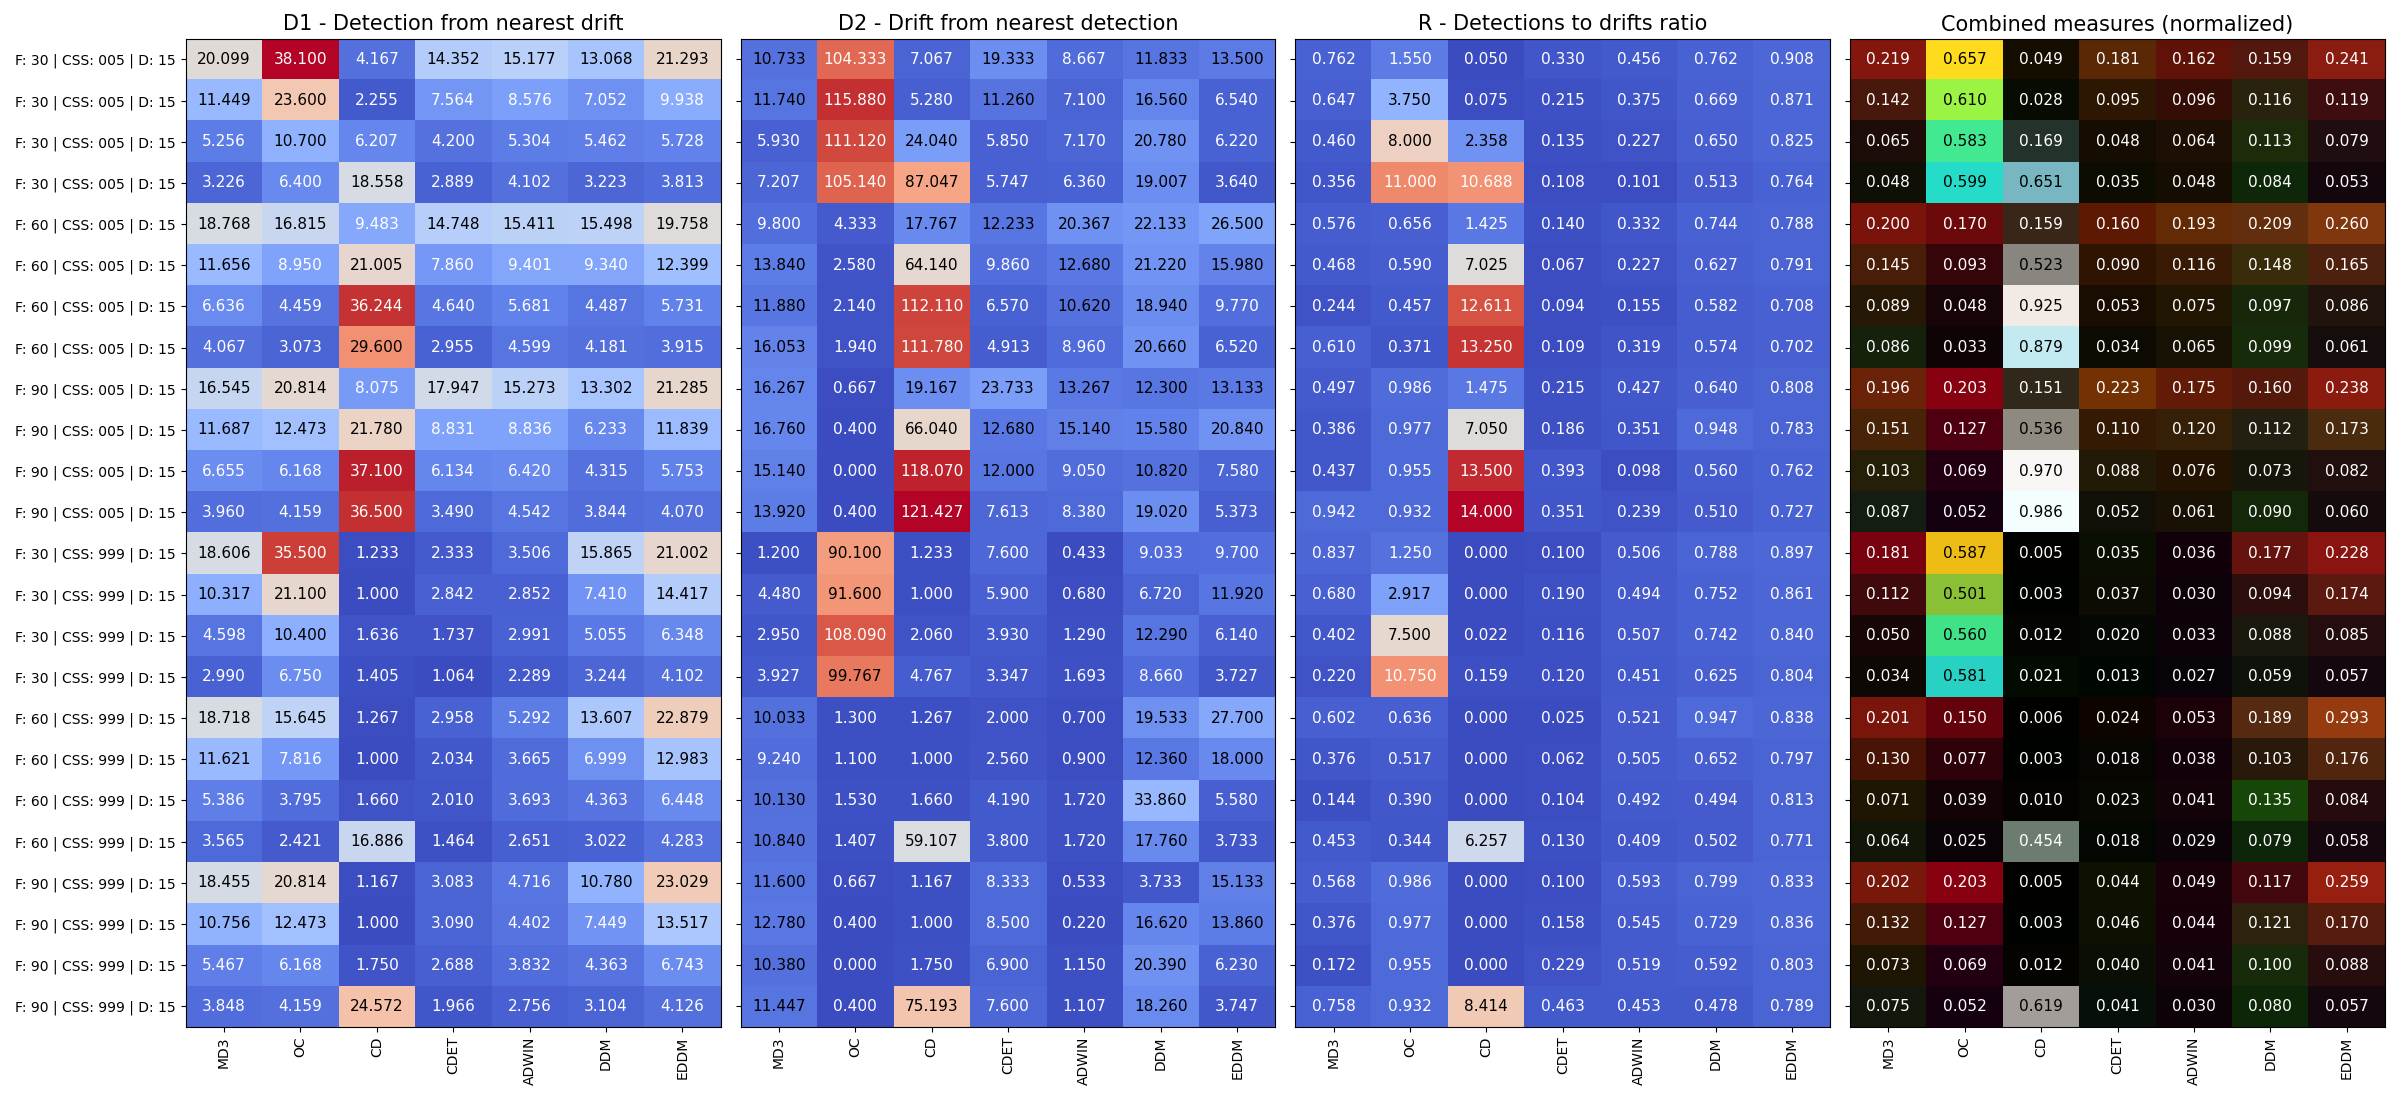 D1 - Detection from nearest drift D2 - Drift from nearest detection R - Detections to drifts ratio Combined measures (normalized)
F: 30 | CSS: 005 | D: 15 20.099 38.100 4.167 14.352 15.177 13.068 21.293 10.733 104.333 7.067 19.333 8.667 11.833 13.500 0.762 1.550 0.050 0.330 0.456 0.762 0.908 0.219 0.657 0.049 0.181 0.162 0.159 0.241
F: 30 | CSS: 005 | D: 15 11.449 23.600 2.255 7.564 8.576 7.052 9.938 11.740 115.880 5.280 11.260 7.100 16.560 6.540 0.647 3.750 0.075 0.215 0.375 0.669 0.871 0.142 0.610 0.028 0.095 0.096 0.116 0.119
F: 30 | CSS: 005 | D: 15 5.256 10.700 6.207 4.200 5.304 5.462 5.728 5.930 111.120 24.040 5.850 7.170 20.780 6.220 0.460 8.000 2.358 0.135 0.227 0.650 0.825 0.065 0.583 0.169 0.048 0.064 0.113 0.079
F: 30 | CSS: 005 | D: 15 3.226 6.400 18.558 2.889 4.102 3.223 3.813 7.207 105.140 87.047 5.747 6.360 19.007 3.640 0.356 11.000 10.688 0.108 0.101 0.513 0.764 0.048 0.599 0.651 0.035 0.048 0.084 0.053
F: 60 | CSS: 005 | D: 15 18.768 16.815 9.483 14.748 15.411 15.498 19.758 9.800 4.333 17.767 12.233 20.367 22.133 26.500 0.576 0.656 1.425 0.140 0.332 0.744 0.788 0.200 0.170 0.159 0.160 0.193 0.209 0.260
F: 60 | CSS: 005 | D: 15 11.656 8.950 21.005 7.860 9.401 9.340 12.399 13.840 2.580 64.140 9.860 12.680 21.220 15.980 0.468 0.590 7.025 0.067 0.227 0.627 0.791 0.145 0.093 0.523 0.090 0.116 0.148 0.165
F: 60 | CSS: 005 | D: 15 6.636 4.459 36.244 4.640 5.681 4.487 5.731 11.880 2.140 112.110 6.570 10.620 18.940 9.770 0.244 0.457 12.611 0.094 0.155 0.582 0.708 0.089 0.048 0.925 0.053 0.075 0.097 0.086
F: 60 | CSS: 005 | D: 15 4.067 3.073 29.600 2.955 4.599 4.181 3.915 16.053 1.940 111.780 4.913 8.960 20.660 6.520 0.610 0.371 13.250 0.109 0.319 0.574 0.702 0.086 0.033 0.879 0.034 0.065 0.099 0.061
F: 90 | CSS: 005 | D: 15 16.545 20.814 8.075 17.947 15.273 13.302 21.285 16.267 0.667 19.167 23.733 13.267 12.300 13.133 0.497 0.986 1.475 0.215 0.427 0.640 0.808 0.196 0.203 0.151 0.223 0.175 0.160 0.238
F: 90 | CSS: 005 | D: 15 11.687 12.473 21.780 8.831 8.836 6.233 11.839 16.760 0.400 66.040 12.680 15.140 15.580 20.840 0.386 0.977 7.050 0.186 0.351 0.948 0.783 0.151 0.127 0.536 0.110 0.120 0.112 0.173
F: 90 | CSS: 005 | D: 15 6.655 6.168 37.100 6.134 6.420 4.315 5.753 15.140 0.000 118.070 12.000 9.050 10.820 7.580 0.437 0.955 13.500 0.393 0.098 0.560 0.762 0.103 0.069 0.970 0.088 0.076 0.073 0.082
F: 90 | CSS: 005 | D: 15 3.960 4.159 36.500 3.490 4.542 3.844 4.070 13.920 0.400 121.427 7.613 8.380 19.020 5.373 0.942 0.932 14.000 0.351 0.239 0.510 0.727 0.087 0.052 0.986 0.052 0.061 0.090 0.060
F: 30 | CSS: 999 | D: 15 18.606 35.500 1.233 2.333 3.506 15.865 21.002 1.200 90.100 1.233 7.600 0.433 9.033 9.700 0.837 1.250 0.000 0.100 0.506 0.788 0.897 0.181 0.587 0.005 0.035 0.036 0.177 0.228
F: 30 | CSS: 999 | D: 15 10.317 21.100 1.000 2.842 2.852 7.410 14.417 4.480 91.600 1.000 5.900 0.680 6.720 11.920 0.680 2.917 0.000 0.190 0.494 0.752 0.861 0.112 0.501 0.003 0.037 0.030 0.094 0.174
F: 30 | CSS: 999 | D: 15 4.598 10.400 1.636 1.737 2.991 5.055 6.348 2.950 108.090 2.060 3.930 1.290 12.290 6.140 0.402 7.500 0.022 0.116 0.507 0.742 0.840 0.050 0.560 0.012 0.020 0.033 0.088 0.085
F: 30 | CSS: 999 | D: 15 2.990 6.750 1.405 1.064 2.289 3.244 4.102 3.927 99.767 4.767 3.347 1.693 8.660 3.727 0.220 10.750 0.159 0.120 0.451 0.625 0.804 0.034 0.581 0.021 0.013 0.027 0.059 0.057
F: 60 | CSS: 999 | D: 15 18.718 15.645 1.267 2.958 5.292 13.607 22.879 10.033 1.300 1.267 2.000 0.700 19.533 27.700 0.602 0.636 0.000 0.025 0.521 0.947 0.838 0.201 0.150 0.006 0.024 0.053 0.189 0.293
F: 60 | CSS: 999 | D: 15 11.621 7.816 1.000 2.034 3.665 6.999 12.983 9.240 1.100 1.000 2.560 0.900 12.360 18.000 0.376 0.517 0.000 0.062 0.505 0.652 0.797 0.130 0.077 0.003 0.018 0.038 0.103 0.176
F: 60 | CSS: 999 | D: 15 5.386 3.795 1.660 2.010 3.693 4.363 6.448 10.130 1.530 1.660 4.190 1.720 33.860 5.580 0.144 0.390 0.000 0.104 0.492 0.494 0.813 0.071 0.039 0.010 0.023 0.041 0.135 0.084
F: 60 | CSS: 999 | D: 15 3.565 2.421 16.886 1.464 2.651 3.022 4.283 10.840 1.407 59.107 3.800 1.720 17.760 3.733 0.453 0.344 6.257 0.130 0.409 0.502 0.771 0.064 0.025 0.454 0.018 0.029 0.079 0.058
F: 90 | CSS: 999 | D: 15 18.455 20.814 1.167 3.083 4.716 10.780 23.029 11.600 0.667 1.167 8.333 0.533 3.733 15.133 0.568 0.986 0.000 0.100 0.593 0.799 0.833 0.202 0.203 0.005 0.044 0.049 0.117 0.259
F: 90 | CSS: 999 | D: 15 10.756 12.473 1.000 3.090 4.402 7.449 13.517 12.780 0.400 1.000 8.500 0.220 16.620 13.860 0.376 0.977 0.000 0.158 0.545 0.729 0.836 0.132 0.127 0.003 0.046 0.044 0.121 0.170
F: 90 | CSS: 999 | D: 15 5.467 6.168 1.750 2.688 3.832 4.363 6.743 10.380 0.000 1.750 6.900 1.150 20.390 6.230 0.172 0.955 0.000 0.229 0.519 0.592 0.803 0.073 0.069 0.012 0.040 0.041 0.100 0.088
F: 90 | CSS: 999 | D: 15 3.848 4.159 24.572 1.966 2.756 3.104 4.126 11.447 0.400 75.193 7.600 1.107 18.260 3.747 0.758 0.932 8.414 0.463 0.453 0.478 0.789 0.075 0.052 0.619 0.041 0.030 0.080 0.057
MD3 OC CD CDET ADWIN DDM EDDM MD3 OC CD CDET ADWIN DDM EDDM MD3 OC CD CDET ADWIN DDM EDDM MD3 OC CD CDET ADWIN DDM EDDM